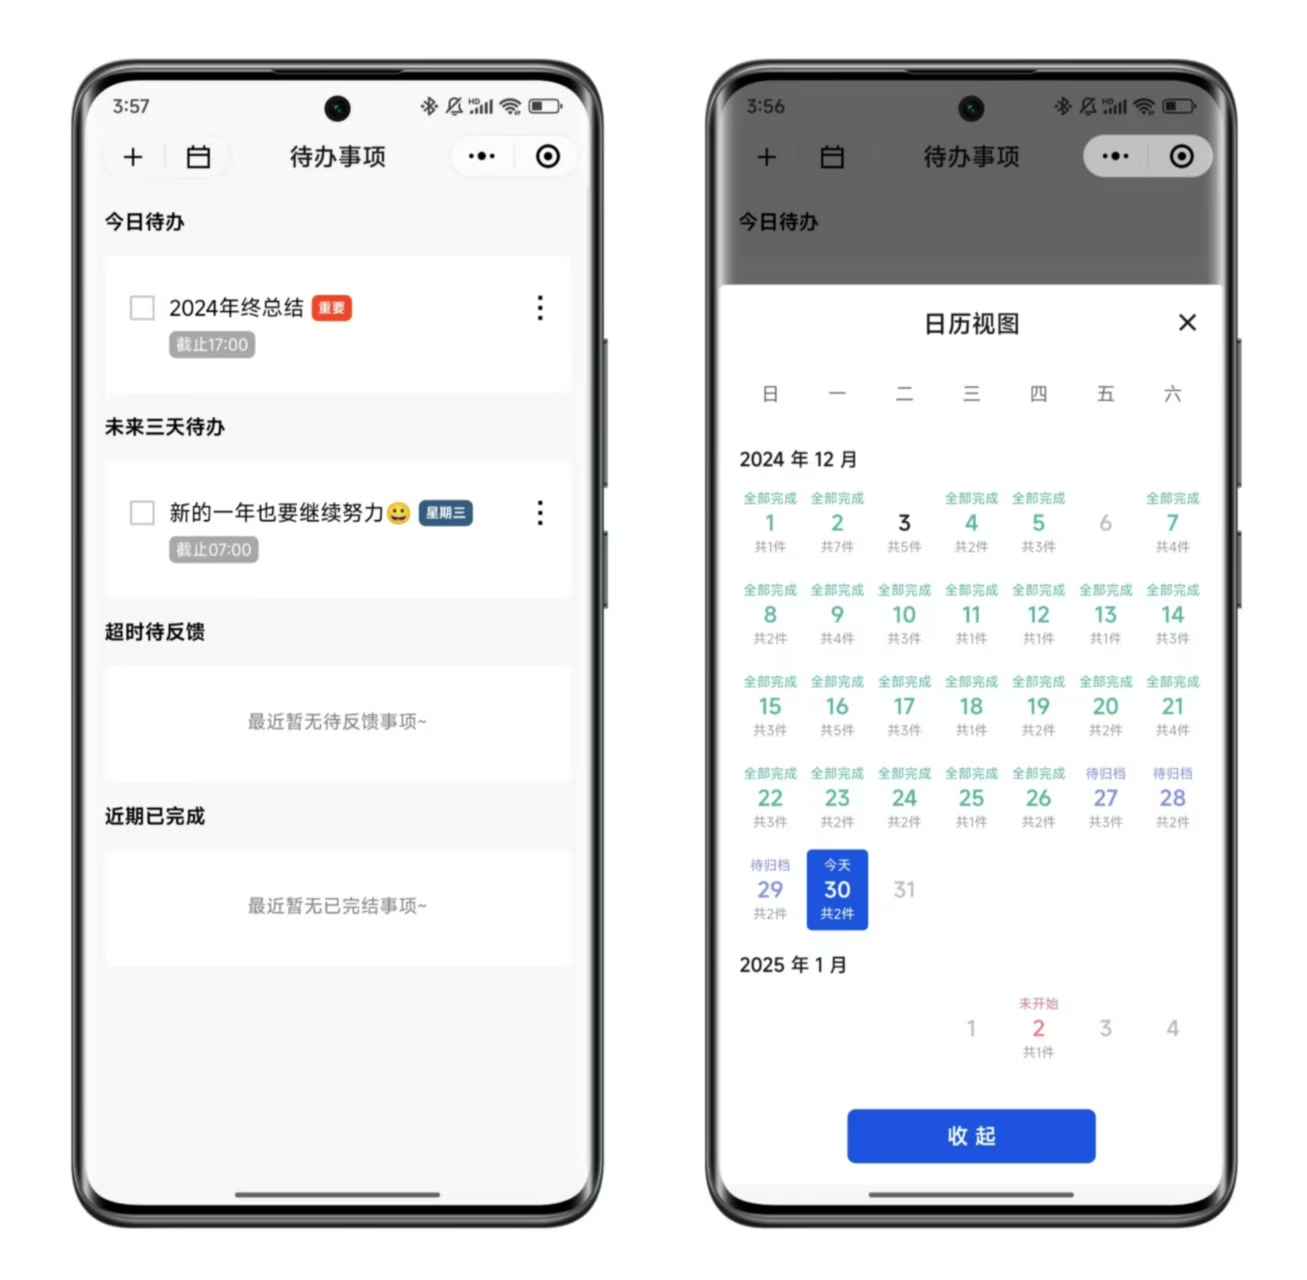 3:57
待办事项
今日待办
2024年终总结 重要
截止17:00
未来三天待办
新的一年也要继续努力😀 星期三
截止07:00
超时待反馈
最近暂无待反馈事项~
近期已完成
最近暂无已完结事项~
3:56
待办事项
今日待办
日历视图
日 一 二 三 四 五 六
2024 年 12 月
全部完成 全部完成 全部完成 全部完成 全部完成
1 2 3 4 5 6 7
共1件 共7件 共5件 共2件 共3件 共4件
全部完成 全部完成 全部完成 全部完成 全部完成 全部完成 全部完成
8 9 10 11 12 13 14
共2件 共4件 共3件 共1件 共1件 共1件 共3件
全部完成 全部完成 全部完成 全部完成 全部完成 全部完成 全部完成
15 16 17 18 19 20 21
共3件 共5件 共3件 共1件 共2件 共2件 共4件
全部完成 全部完成 全部完成 全部完成 全部完成 待归档 待归档
22 23 24 25 26 27 28
共3件 共2件 共2件 共1件 共2件 共3件 共2件
待归档 今天
29 30 31
共2件 共2件
2025 年 1 月
未开始
1 2 3 4
共1件
收起